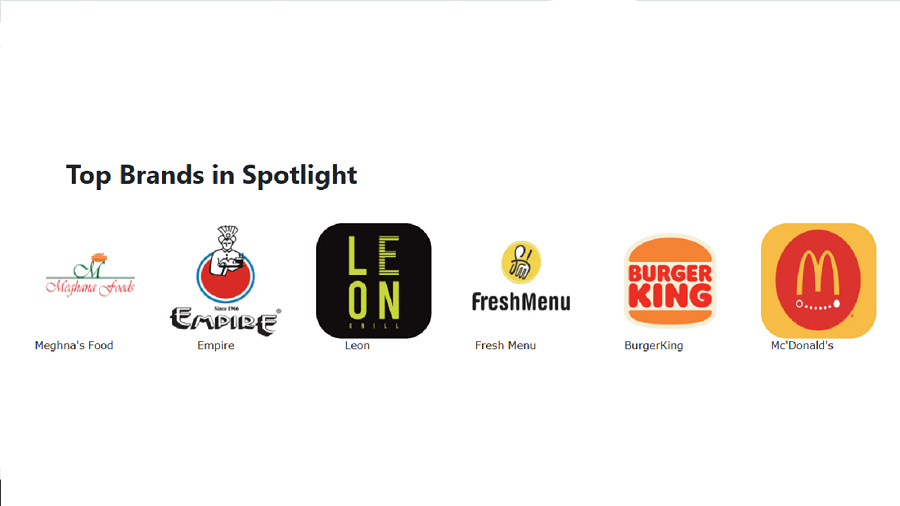 Top Brands in Spotlight
M
Meghana Foods
Since 1966
EMPIRE®
LE
ON
GRILL
FreshMenu
BURGER
KING
M
Meghna's Food
Empire
Leon
Fresh Menu
BurgerKing
Mc'Donald's